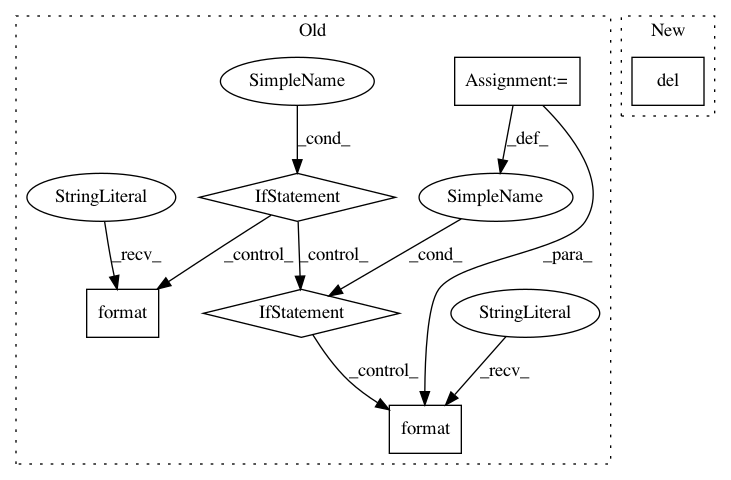 Old
New
SimpleName
Assignment:=
del
_cond_
_def_
StringLiteral
IfStatement
SimpleName
_recv_
_control_
_control_
_cond_
_para_
format
IfStatement
StringLiteral
_control_
_recv_
format